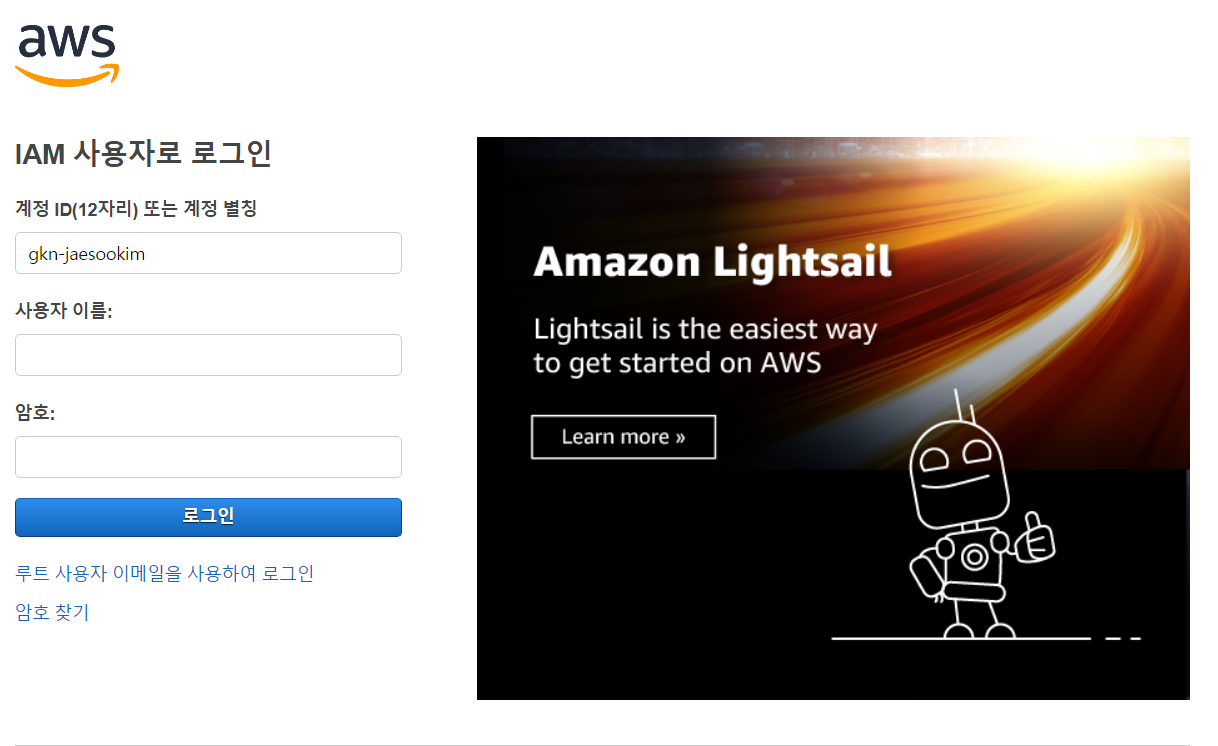 aws
IAM 사용자로 로그인
계정 ID(12자리) 또는 계정 별칭
gkn-jaesookim
사용자 이름:
암호:
로그인
루트 사용자 이메일을 사용하여 로그인
암호 찾기
Amazon Lightsail
Lightsail is the easiest way
to get started on AWS
Learn more »